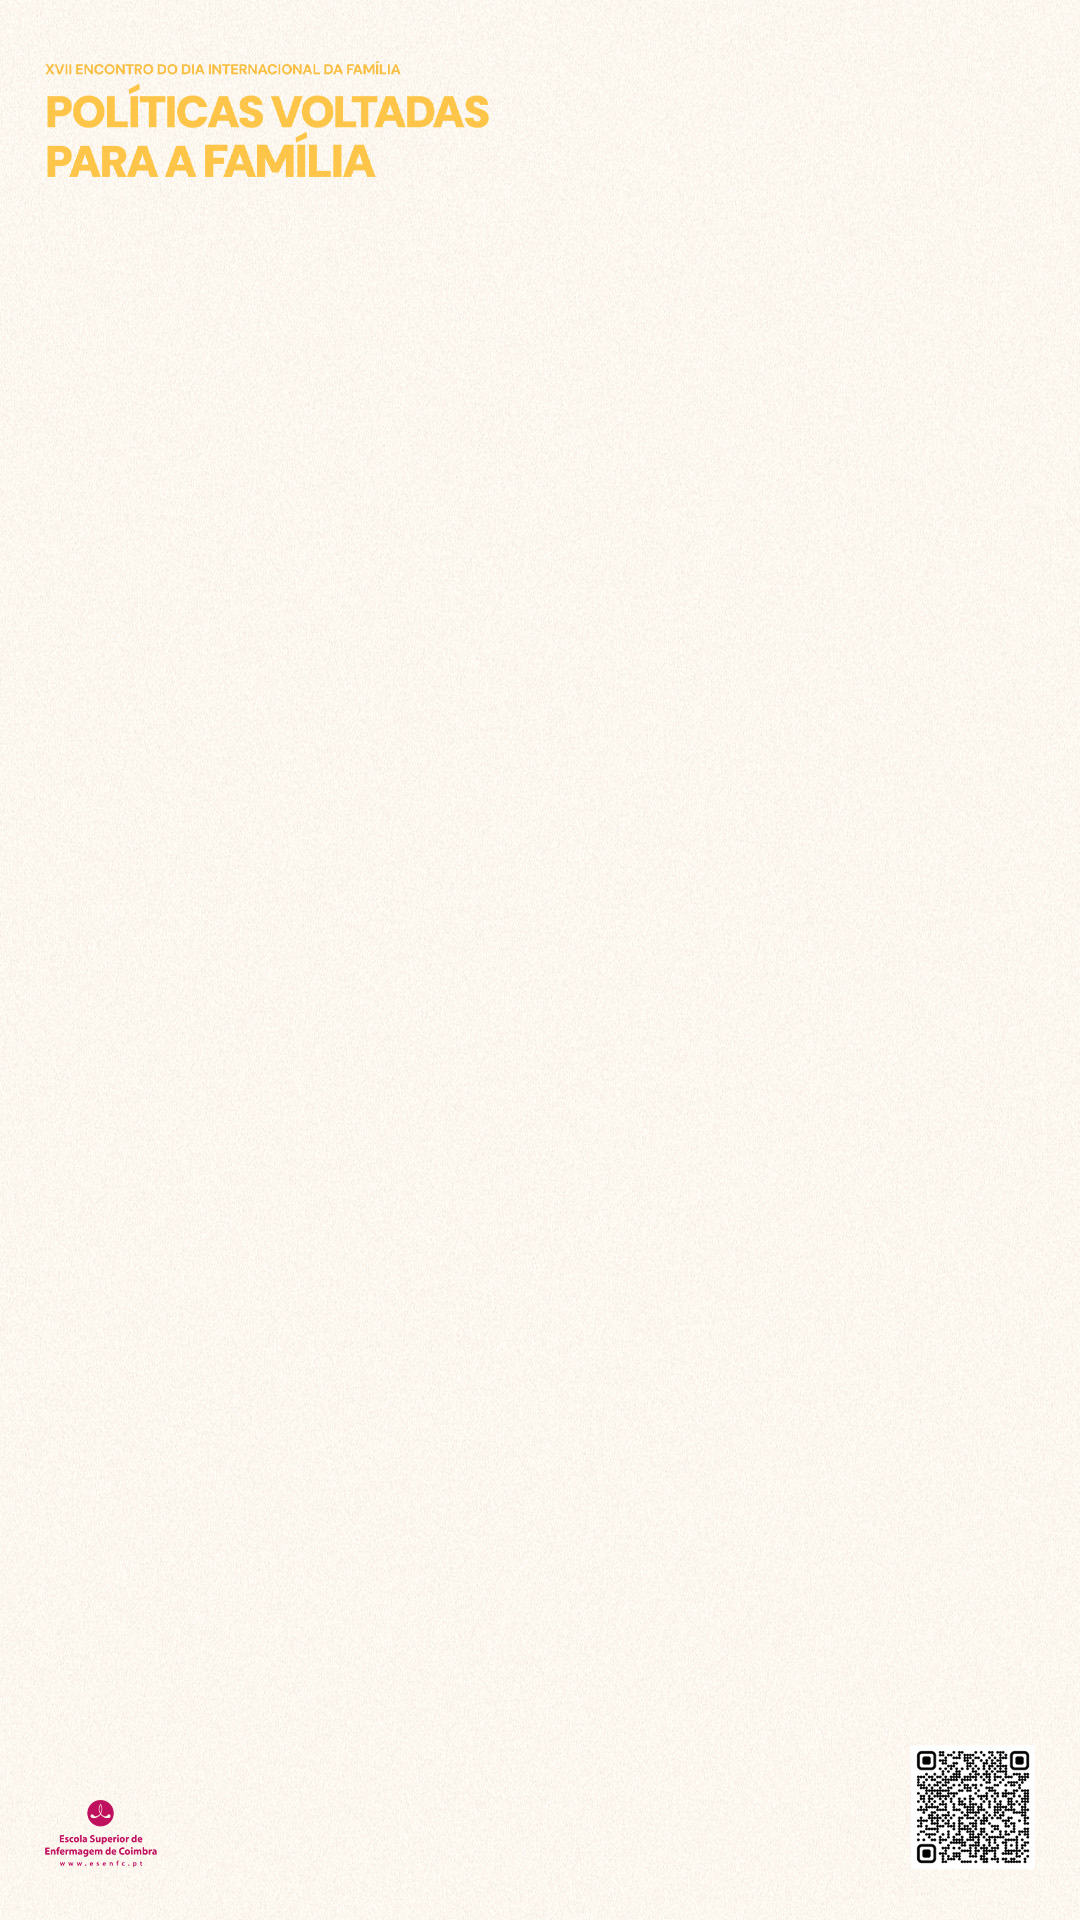 XVII ENCONTRO DO DIA INTERNACIONAL DA FAMÍLIA
POLÍTICAS VOLTADAS
PARA A FAMÍLIA
Escola Superior de
Enfermagem de Coimbra
www.esenfc.pt